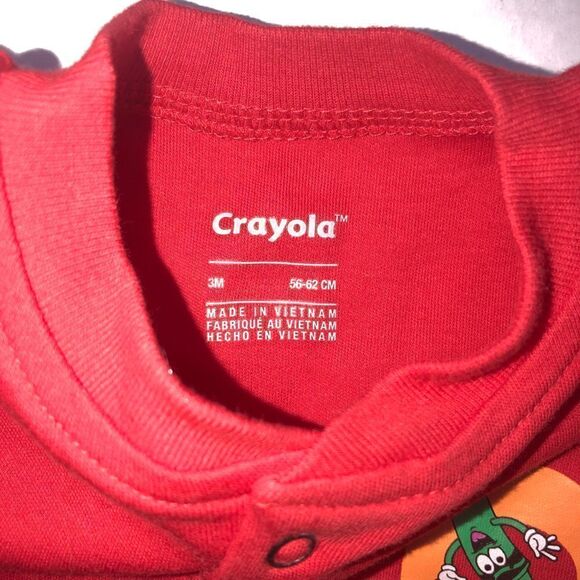 Crayola™
3M 56-62 CM
MADE IN VIETNAM
FABRIQUÉ AU VIETNAM
HECHO EN VIETNAM